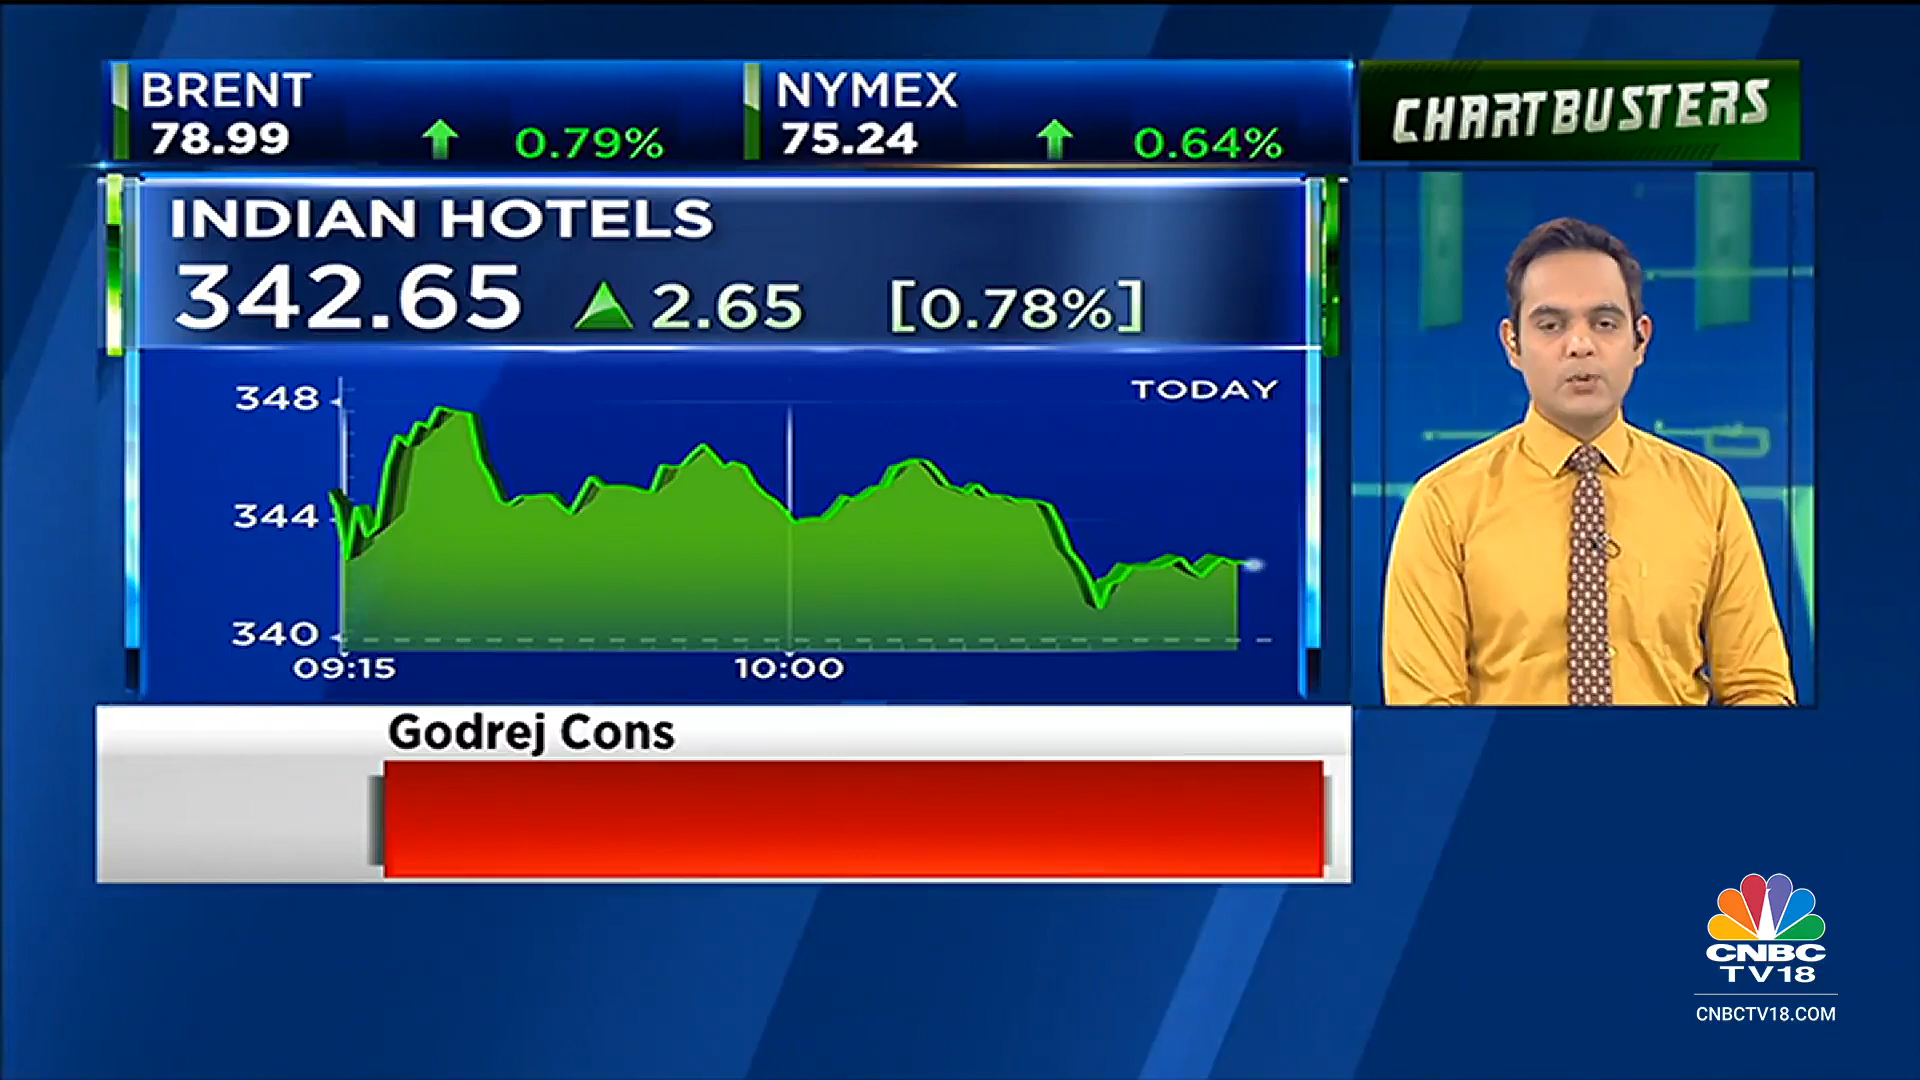 BRENT
78.99 0.79%
NYMEX
75.24 0.64%
CHARTBUSTERS
INDIAN HOTELS
342.65 2.65 [0.78%]
TODAY
348
344
340
09:15 10:00
Godrej Cons
CNBC
TV18
CNBCTV18.COM